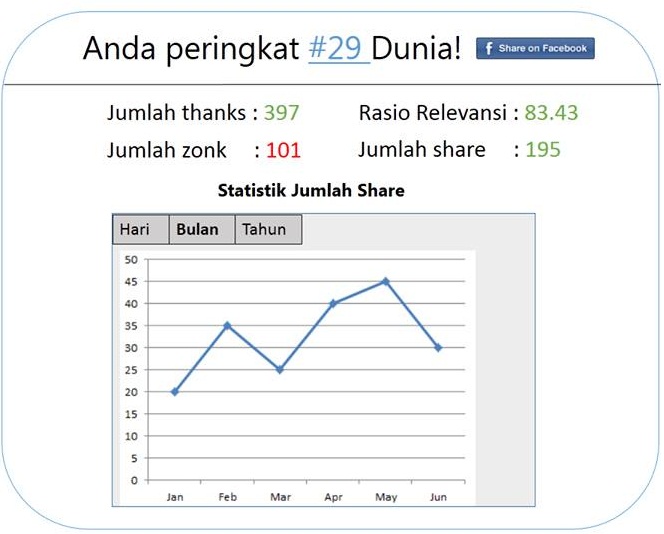 Anda peringkat #29 Dunia! f Share on Facebook
Jumlah thanks : 397 Rasio Relevansi : 83.43
Jumlah zonk : 101 Jumlah share : 195
Statistik Jumlah Share
Hari Bulan Tahun
50
45
40
35
30
25
20
15
10
5
0
Jan Feb Mar Apr May Jun